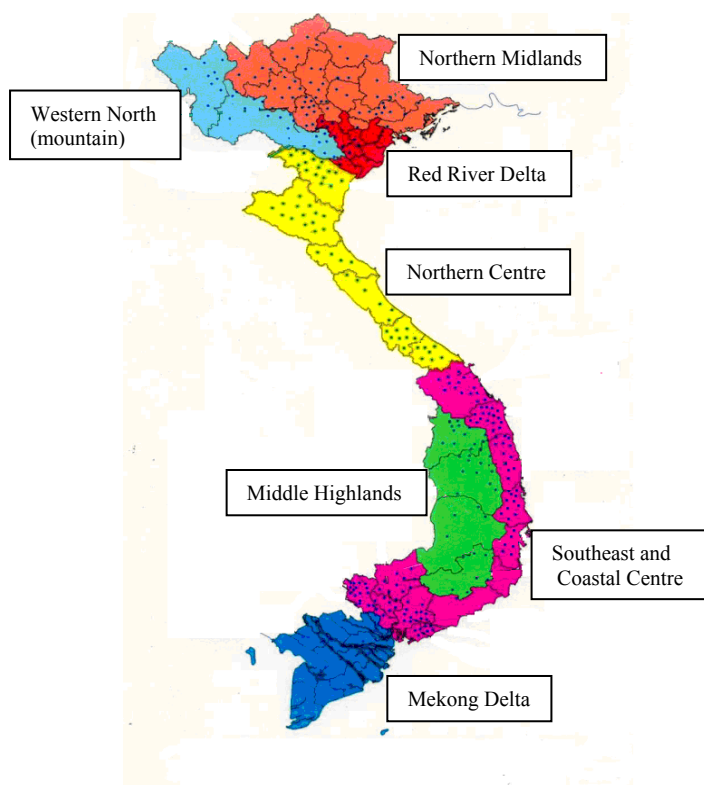 Northern Midlands
Western North
(mountain)
Red River Delta
Northern Centre
Middle Highlands
Southeast and
Coastal Centre
Mekong Delta